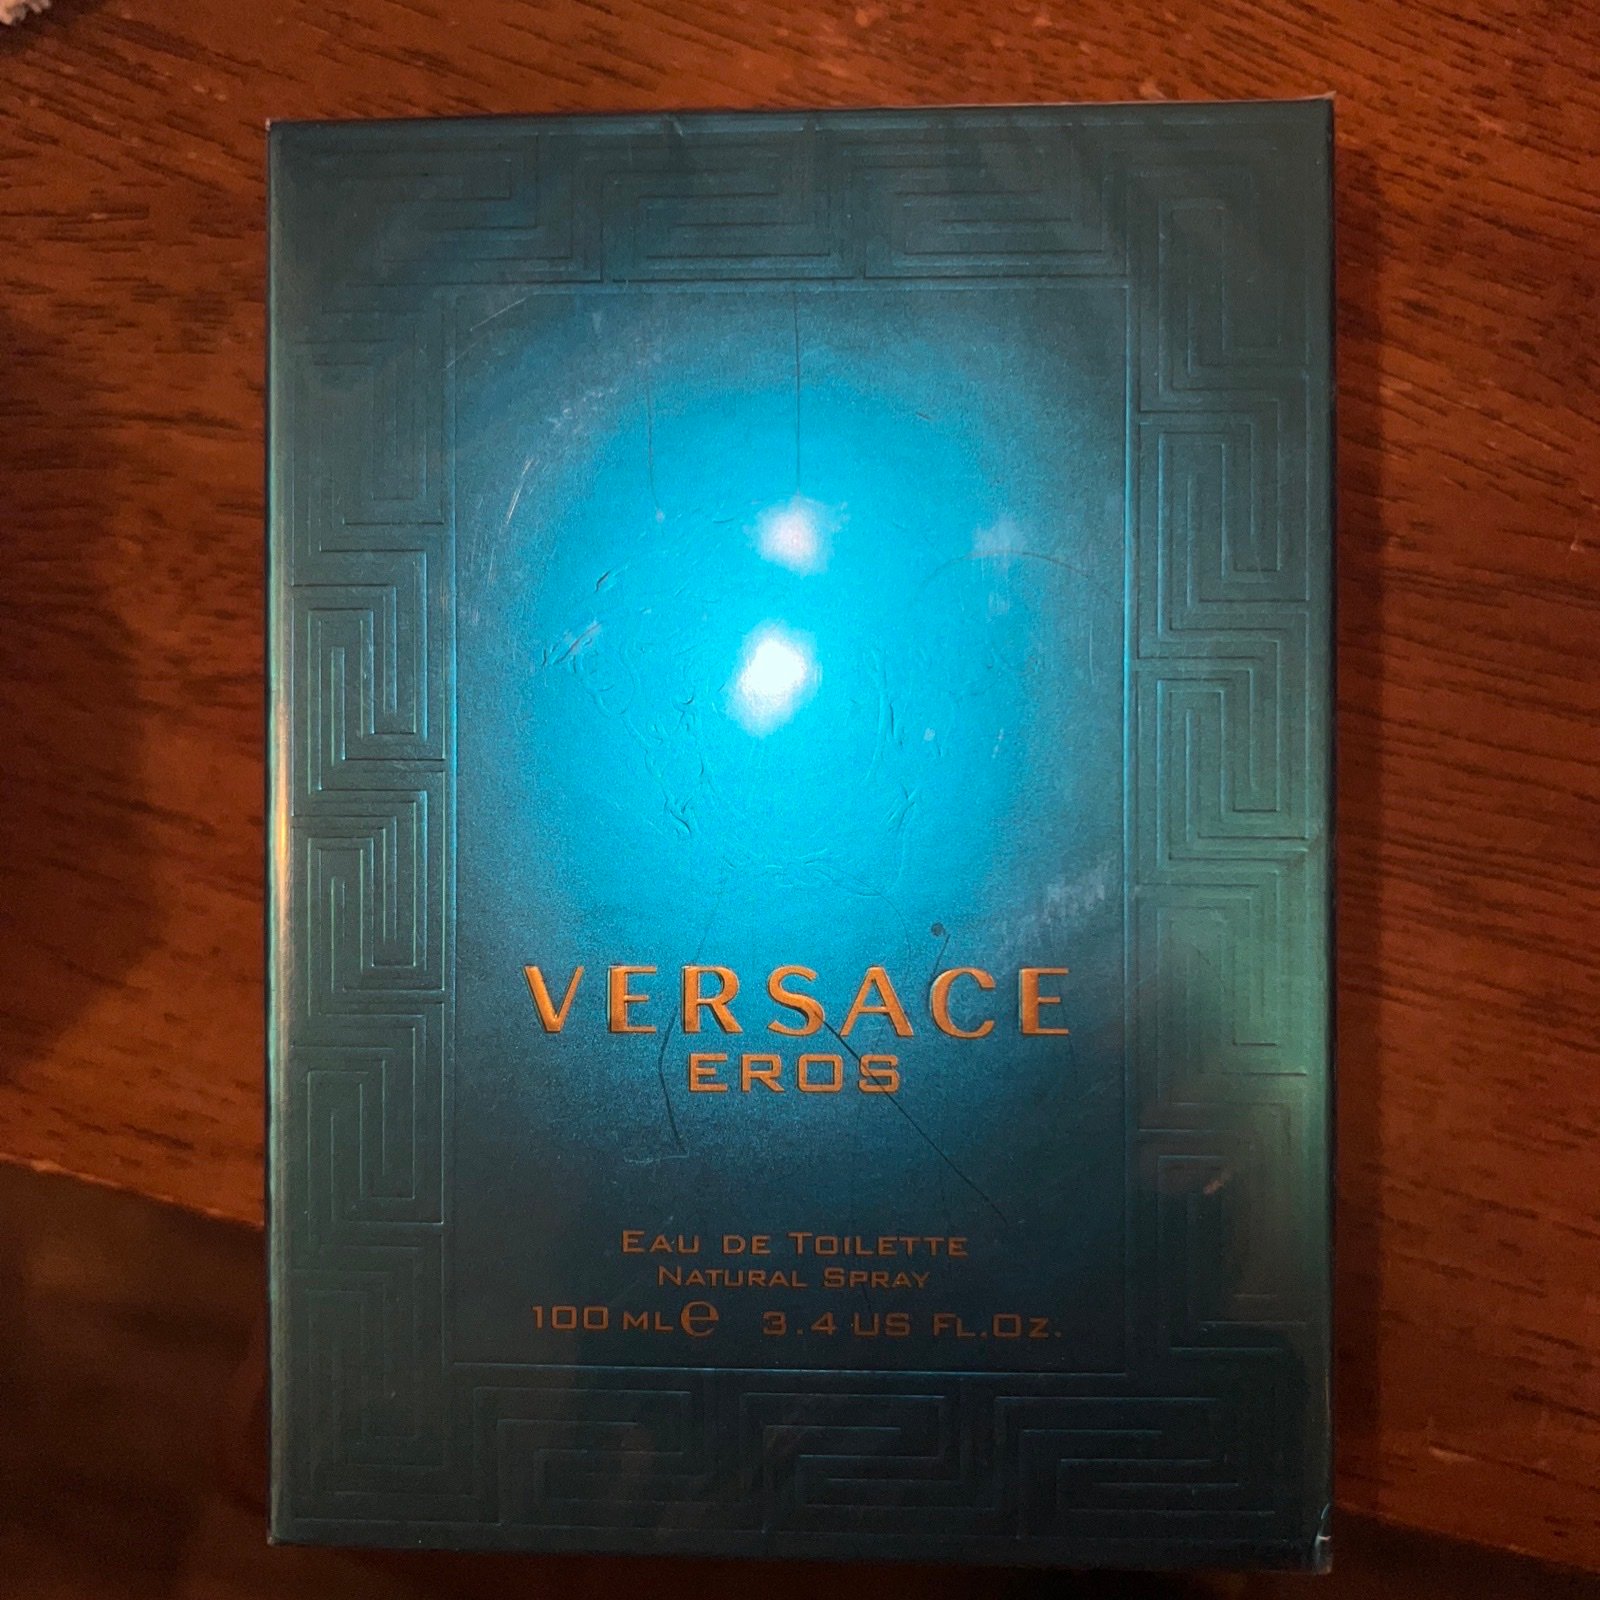 VERSACE
EROS
EAU DE TOILETTE
NATURAL SPRAY
100 ML ℮ 3.4 US FL.OZ.